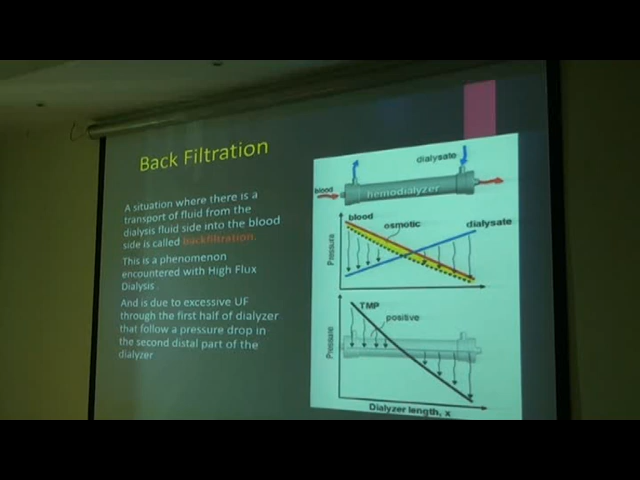 Back Filtration
A situation where there is a
transport of fluid from the
dialysis fluid side into the blood
side is called backfiltration.
This is a phenomenon
encountered with High Flux
Dialysis .
And is due to excessive UF
through the first half of dialyzer
that follow a pressure drop in
the second distal part of the
dialyzer
dialysate
blood
hemodialyzer
blood
osmotic
dialysate
Pressure
TMP
positive
Pressure
Dialyzer length, x